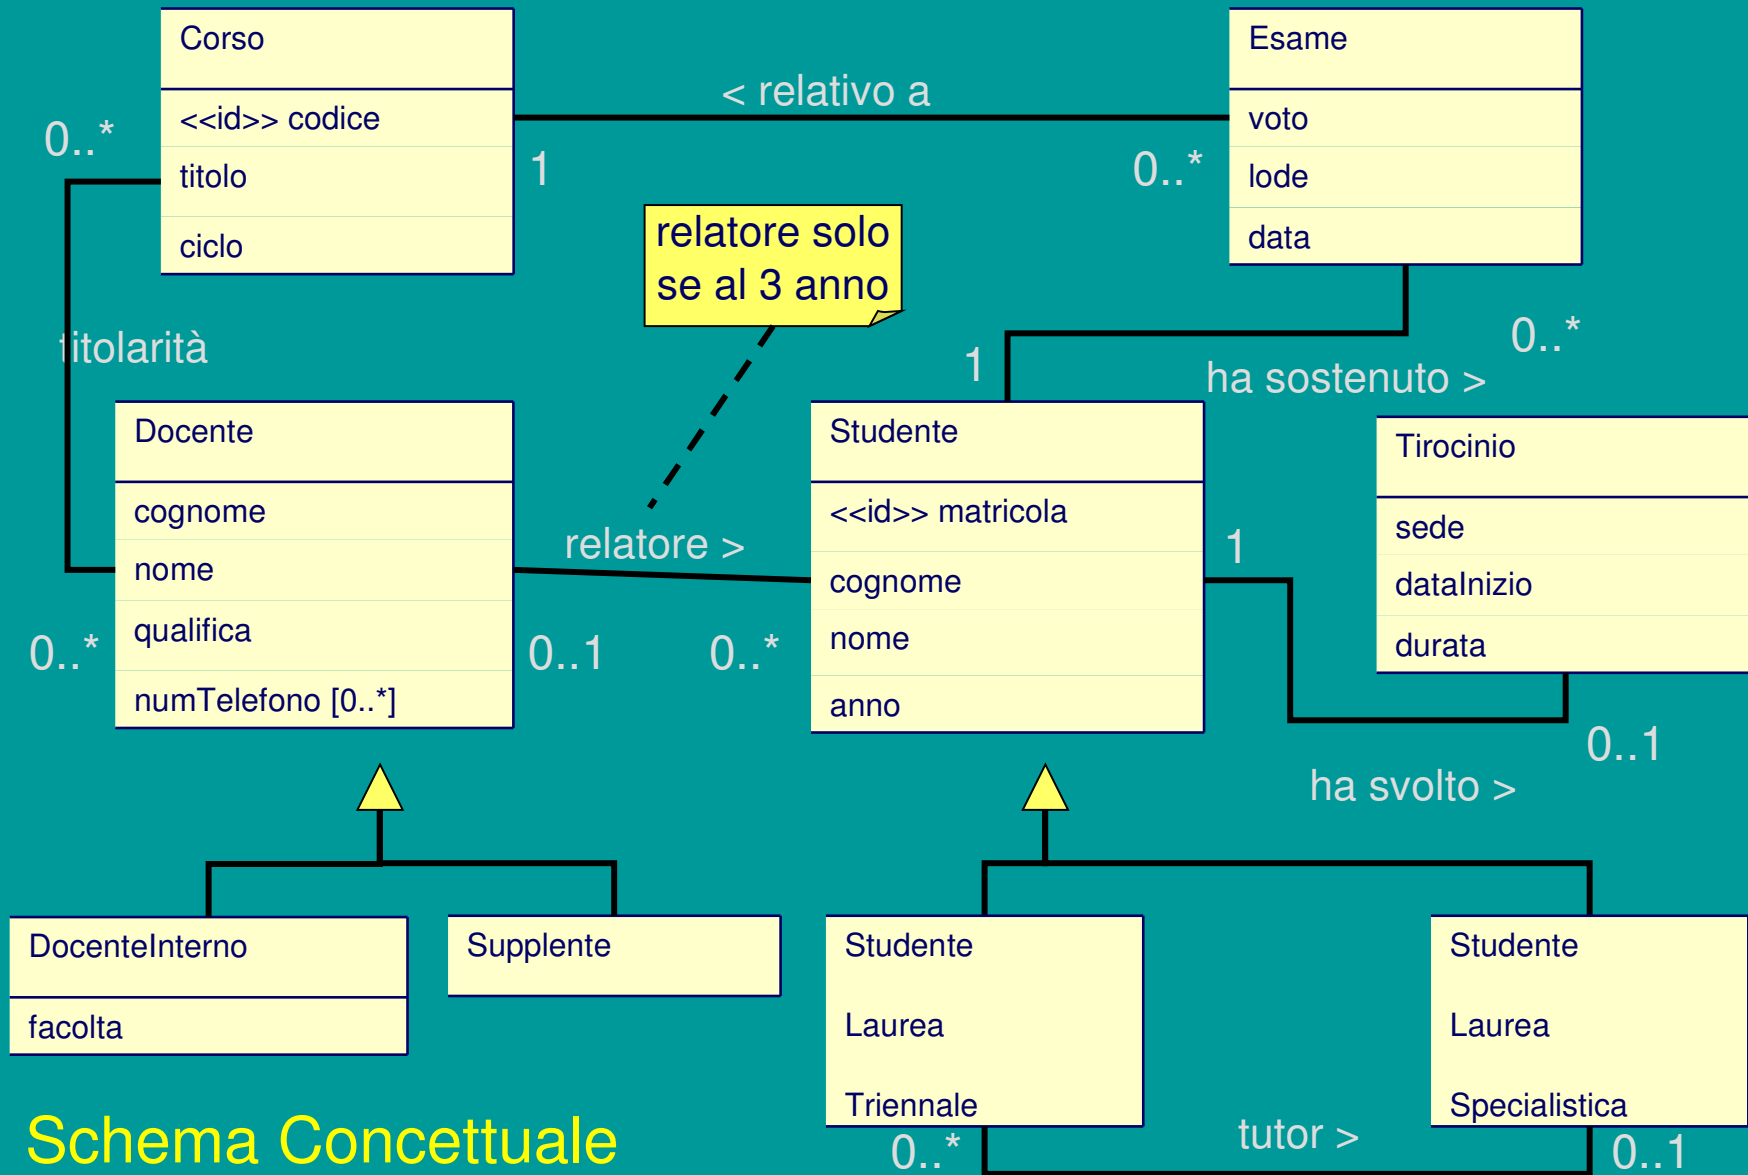 Corso
<<id>> codice
titolo
ciclo
< relativo a
Esame
voto
lode
data
0..*
1
0..*
relatore solo
se al 3 anno
titolarità
1
ha sostenuto >
0..*
Docente
cognome
nome
qualifica
numTelefono [0..*]
0..*
relatore >
0..1
0..*
Studente
<<id>> matricola
cognome
nome
anno
1
Tirocinio
sede
dataInizio
durata
0..1
ha svolto >
DocenteInterno
facolta
Supplente
Studente
Laurea
Triennale
Studente
Laurea
Specialistica
0..*
tutor >
0..1
Schema Concettuale